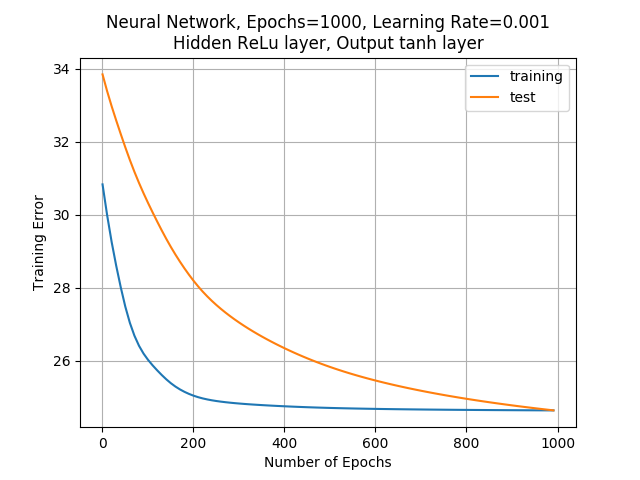 Neural Network, Epochs=1000, Learning Rate=0.001
Hidden ReLu layer, Output tanh layer
training
test
34
32
30
28
26
Training Error
0 200 400 600 800 1000
Number of Epochs